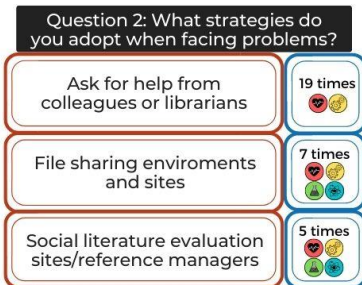 Question 2: What strategies do
you adopt when facing problems?
Ask for help from
colleagues or librarians
19 times
File sharing enviroments
and sites
7 times
Social literature evaluation
sites/reference managers
5 times